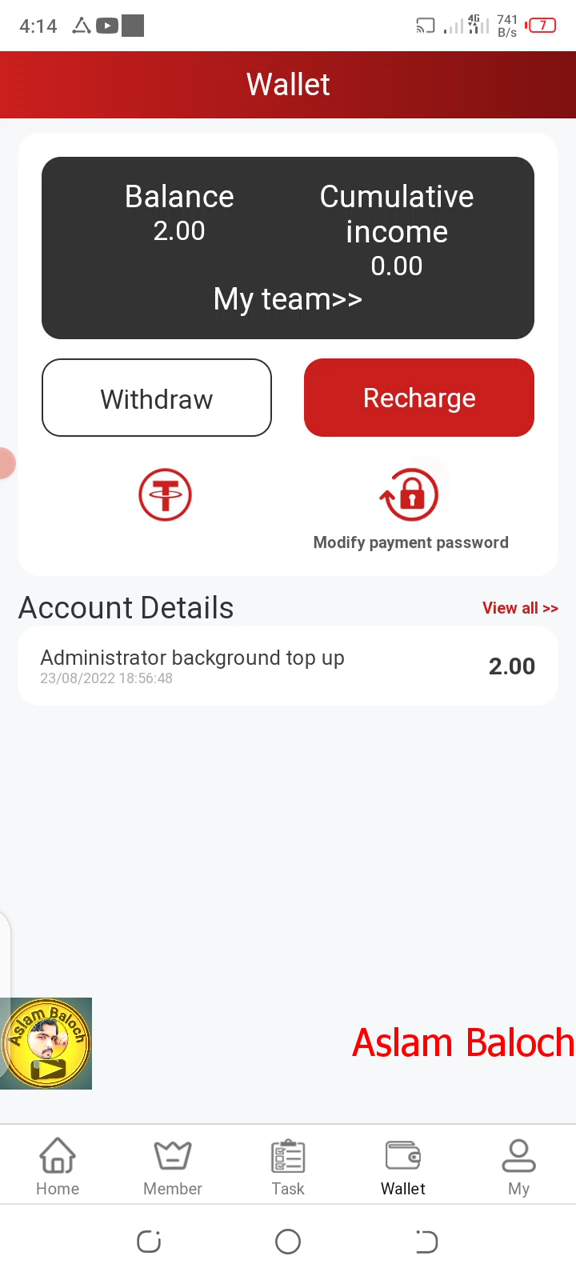 4:14
4G
741
B/s
7
Wallet
Balance
2.00
Cumulative
income
0.00
My team>>
Withdraw
Recharge
Modify payment password
Account Details
View all >>
Administrator background top up
2.00
23/08/2022 18:56:48
Aslam Baloch
Aslam Baloch
Home
Member
Task
Wallet
My